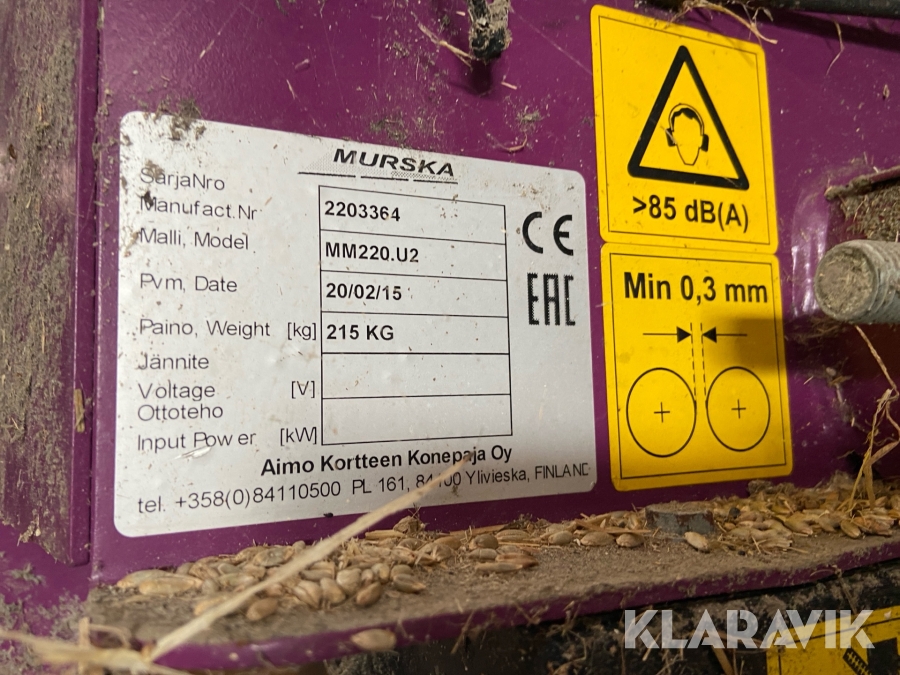 MURSKA
SarjaNro
Manufact.Nr 2203364
Malli, Model MM220.U2
Pvm, Date 20/02/15
Paino, Weight [kg] 215 KG
Jännite
Voltage [V]
Ottoteho
Input Power [kW]
Aimo Kortteen Konepaja Oy
tel. +358(0)84110500 PL 161, 84100 Ylivieska, FINLAND
CE
EAC
>85 dB(A)
Min 0,3 mm
KLARAVIK